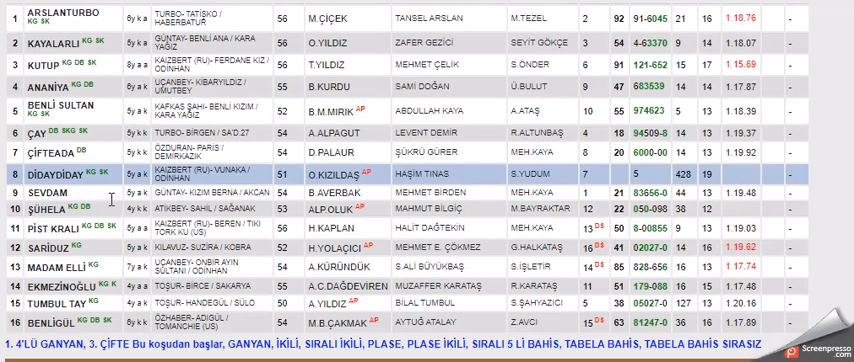 1 ARSLANTURBO KG SK 6y k a TURBO- TATİSKO / HABERBATUR 56 M.ÇİÇEK TANSEL ARSLAN M.TEZEL 2 92 91-6045 21 16 1.18.76 -
2 KAYALARLI KG SK 6y a k GÜNTAY- BENLİ ANA / KARA YAĞIZ 56 O.YILDIZ ZAFER GEZİCİ SEYİT GÖKÇE 3 54 4-63370 9 14 1.18.07 -
3 KUTUP KG DB SK 8y a a KAIZBERT (RU)- FERDANE KIZ / ODİNHAN 56 T.YILDIZ MEHMET ÇELİK S.ÖNDER 6 91 121-652 15 17 1.15.69 -
4 ANANİYA KG DB 4y a k UÇANBEY- KİBARYILDIZ / UMUTBEY 55 B.KURDU SAMİ DOĞAN Ü.BULUT 9 47 683539 14 14 1.17.87 -
5 BENLİ SULTAN KG SK 5y a k KAFKAS ŞAHI- BENLİ KIZIM / KARA YAĞIZ 52 B.M.MIRIK AP ABDULLAH KAYA A.ATAŞ 10 55 974623 5 13 1.18.39 -
6 ÇAY DB SKG SK 5y k k TURBO- BİRGEN / SA'D.27 54 A.ALPAGUT LEVENT DEMİR R.ALTUNBAŞ 4 18 94509-8 14 13 1.19.37 -
7 ÇİFTEADA DB 5y k k ÖZDURAN- PARİS / DEMİRKAZIK 54 D.PALAUR ŞÜKRÜ GÜRER MEH.KAYA 8 20 6000-00 14 13 1.19.92 -
8 DİDAYDİDAY KG SK 5y a k KAIZBERT (RU)- VUNAKA / ODİNHAN 51 O.KIZILDAŞ AP HAŞİM TINAS S.YUDUM 7 5 428 19 -
9 SEVDAM 5y a k GÜNTAY- KIZIM BERNA / AKCAN 54 B.AVERBAK MEHMET BİRDEN MEH.KAYA 1 21 83656-0 44 13 1.19.48 -
10 ŞÜHELA KG DB 4y k k ATİKBEY- SAHİL / SAĞANAK 53 ALP.OLUK AP MAHMUT BİLGİÇ M.BAYRAKTAR 12 22 050-098 38 12 -
11 PİST KRALI KG DB SK 5y a a KAIZBERT (RU)- BEREN / TIKI TORK KU (US) 56 H.KAPLAN HALİT DAĞTEKİN MEH.KAYA 13 DS 50 8-00855 9 13 1.19.03 -
12 SARIDUZ KG 5y a k KILAVUZ- SUZİRA / KOBRA 52 H.YOLAÇICI AP MEHMET E. ÇÖKMEZ G.HALKATAŞ 16 DS 41 02027-0 14 16 1.19.62 -
13 MADAM ELLİ KG 7y a k UÇANBEY- ONBİR AYIN SULTANI / ODİNHAN 54 A.KÜRÜNDÜK S.ALİ BÜYÜKBAŞ S.İŞLETİR 14 DS 85 828-656 16 13 1.17.74 -
14 EKMEZİNOĞLU KG K 4y a a TOŞUR- BİRCE / SAKARYA 55 A.C.DAĞDEVİREN MUZAFFER KARATAŞ R.KARATAŞ 11 51 179-088 16 15 1.17.48 -
15 TUMBUL TAY KG 4y a k TOŞUR- HANDEGÜL / SÜLO 50 A.YILDIZ AP BİLAL TUMBUL S.ŞAHYAZICI 5 38 05027-0 127 13 1.20.16 -
16 BENLİGÜL KG DB SK 6y d k ÖZHABER- ADIGÜL / TOMANCHIE (US) 54 M.B.ÇAKMAK AP AYTUĞ ATALAY Z.AVCI 15 DS 63 81247-0 36 16 1.17.89 -
1. 4'LÜ GANYAN, 3. ÇİFTE Bu koşudan başlar, GANYAN, İKİLİ, SIRALI İKİLİ, PLASE, PLASE İKİLİ, SIRALI 5 Lİ BAHİS, TABELA BAHİS, TABELA BAHİS SIRASIZ
Screenpresso
.com